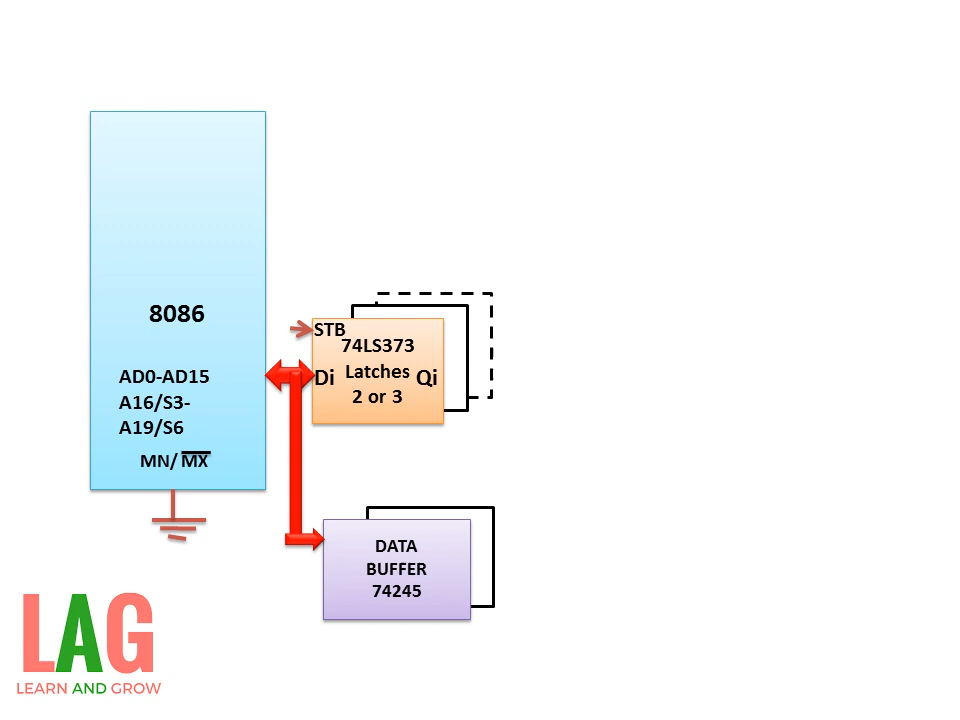 8086
AD0-AD15
A16/S3-
A19/S6
MN/ MX
STB
74LS373
Di Latches Qi
2 or 3
DATA
BUFFER
74245
LAG
LEARN AND GROW